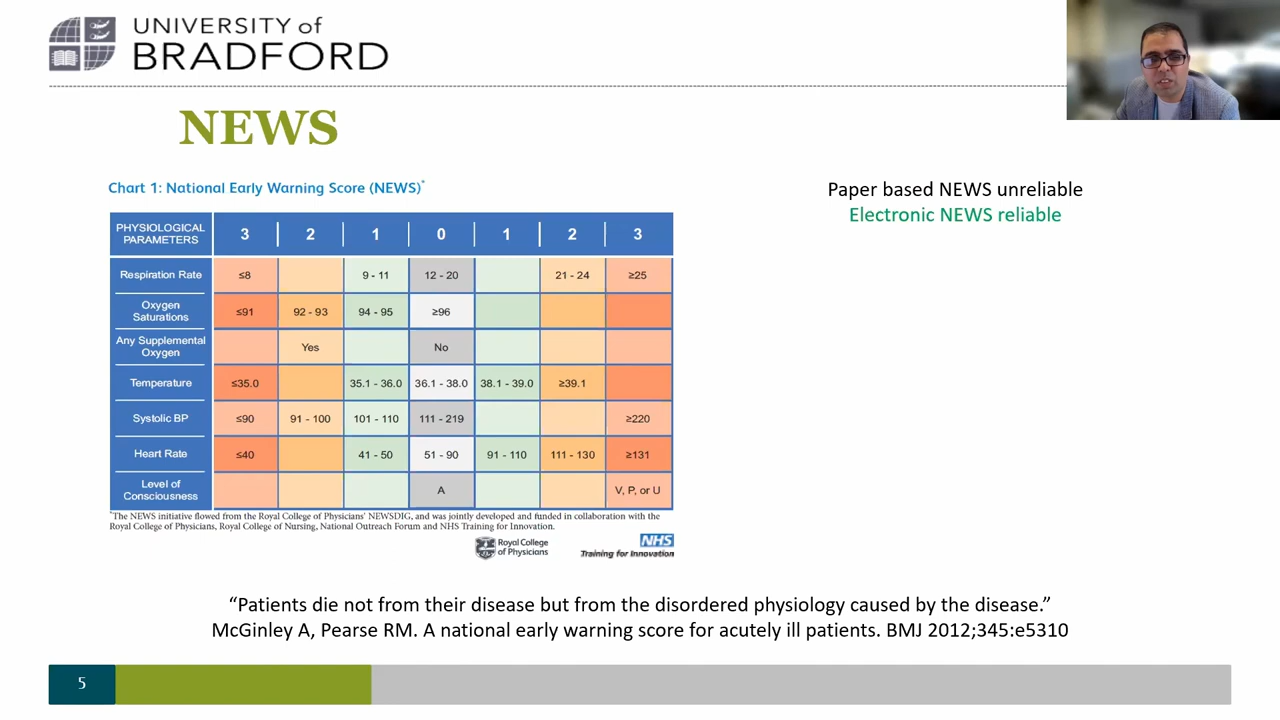 UNIVERSITY of
BRADFORD
NEWS
Chart 1: National Early Warning Score (NEWS)*
Paper based NEWS unreliable
Electronic NEWS reliable
PHYSIOLOGICAL PARAMETERS 3 2 1 0 1 2 3
Respiration Rate ≤8 9 - 11 12 - 20 21 - 24 ≥25
Oxygen Saturations ≤91 92 - 93 94 - 95 ≥96
Any Supplemental Oxygen Yes No
Temperature ≤35.0 35.1 - 36.0 36.1 - 38.0 38.1 - 39.0 ≥39.1
Systolic BP ≤90 91 - 100 101 - 110 111 - 219 ≥220
Heart Rate ≤40 41 - 50 51 - 90 91 - 110 111 - 130 ≥131
Level of Consciousness A V, P, or U
*The NEWS initiative flowed from the Royal College of Physicians' NEWSDIG, and was jointly developed and funded in collaboration with the
Royal College of Physicians, Royal College of Nursing, National Outreach Forum and NHS Training for Innovation.
Royal College
of Physicians
NHS
Training for Innovation
“Patients die not from their disease but from the disordered physiology caused by the disease.”
McGinley A, Pearse RM. A national early warning score for acutely ill patients. BMJ 2012;345:e5310
5